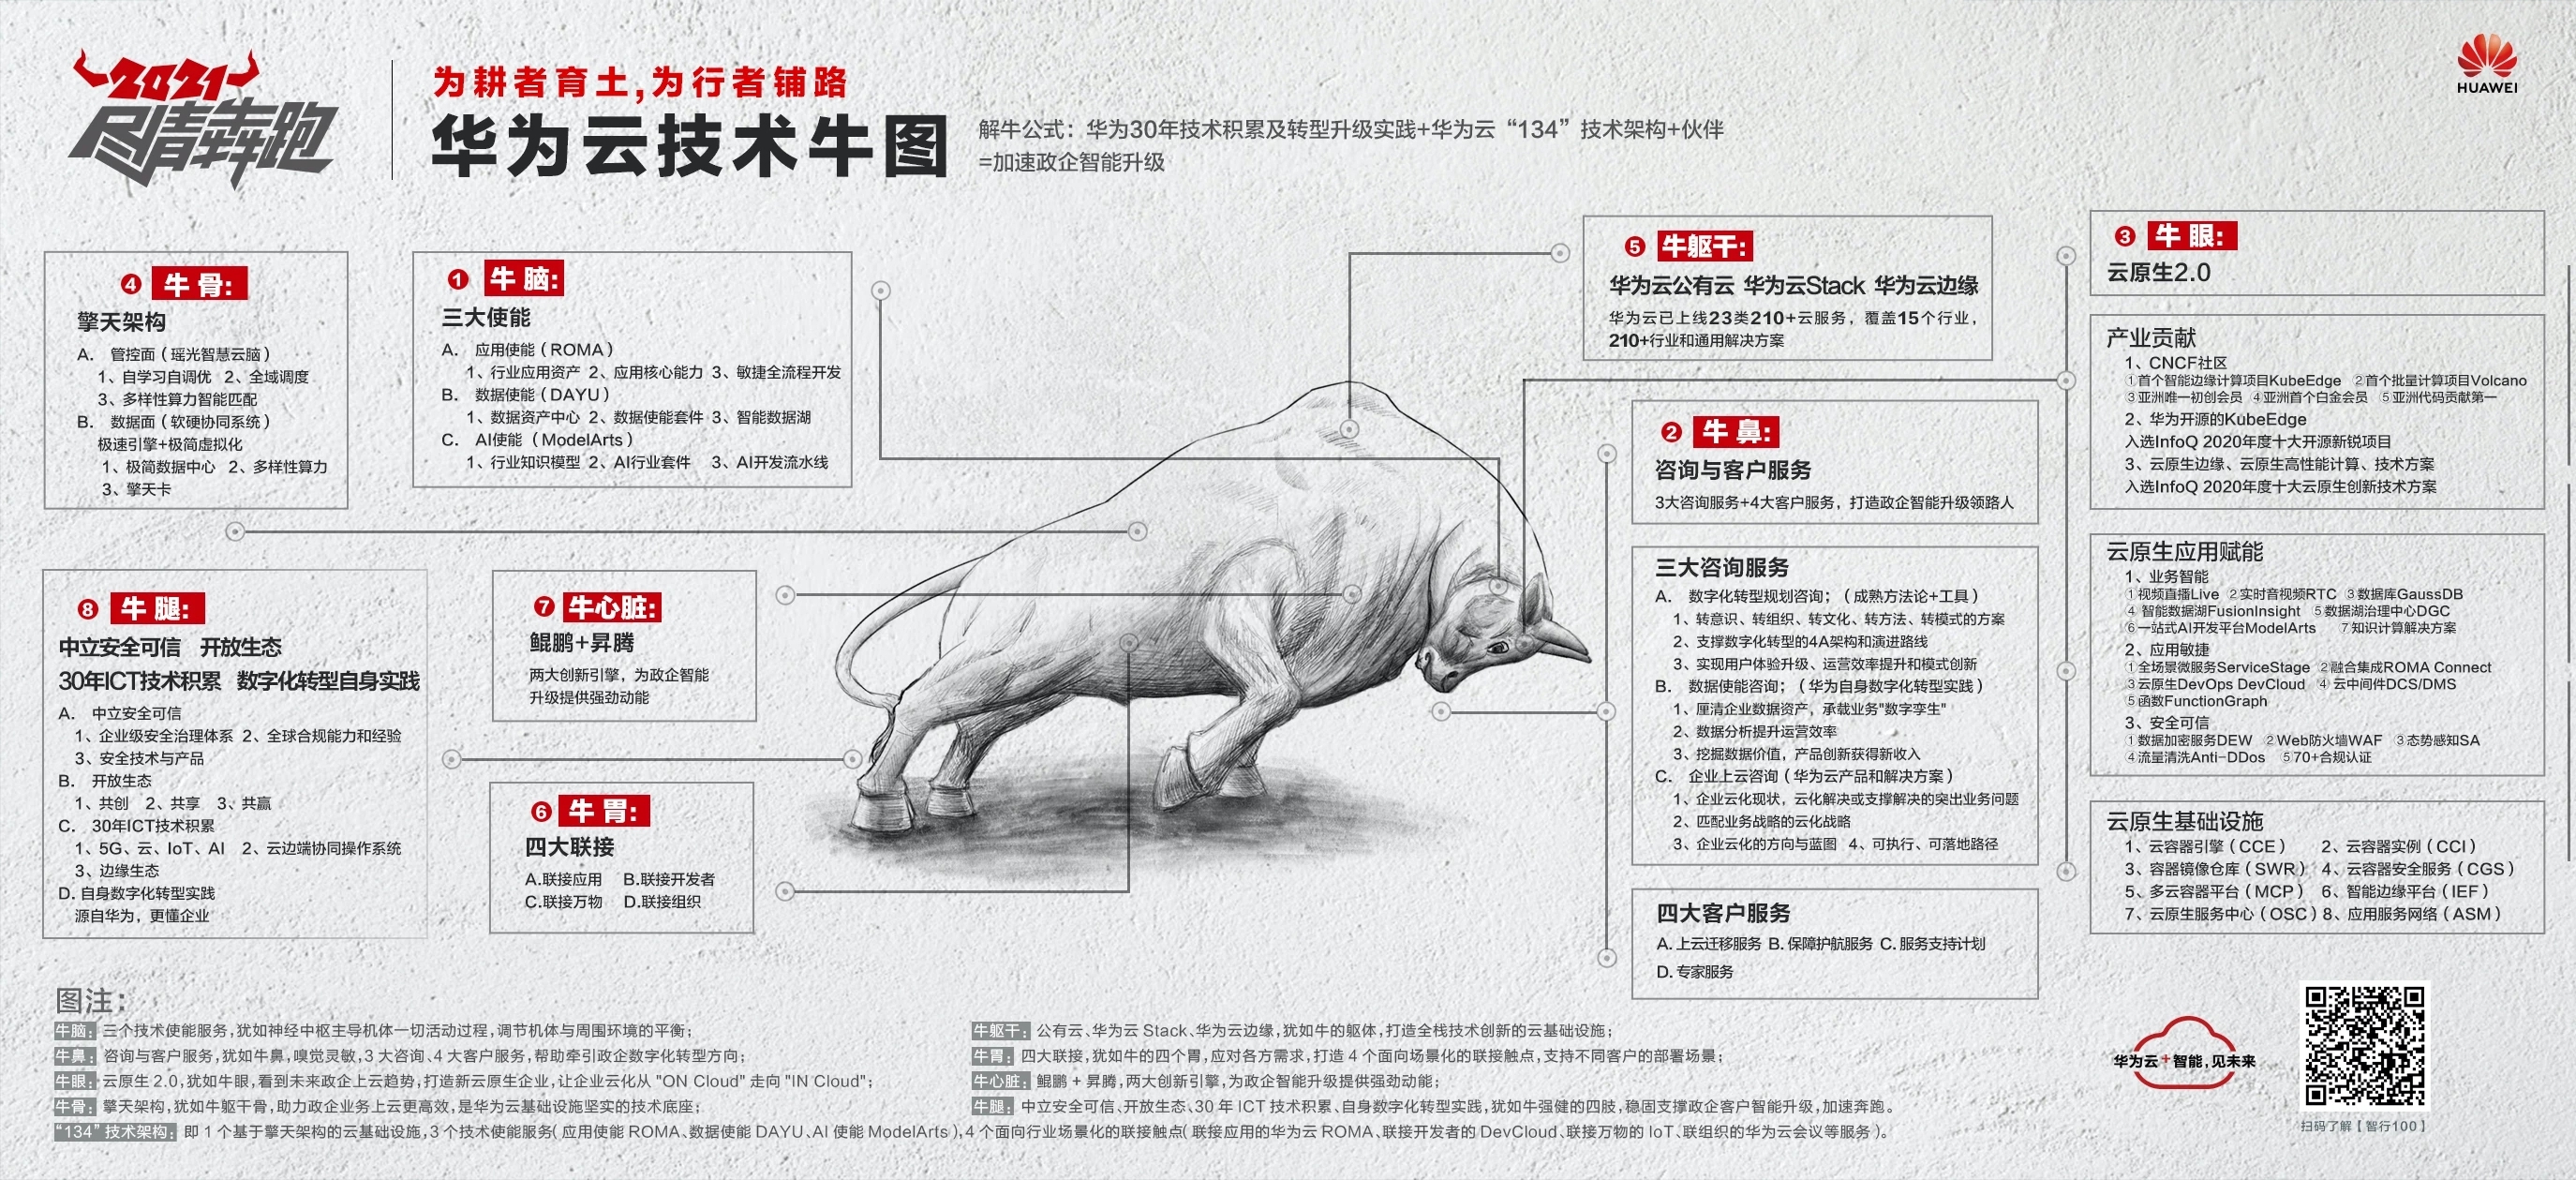 2021
尽情犇跑
为耕者育土,为行者铺路
华为云技术牛图
解牛公式：华为30年技术积累及转型升级实践+华为云“134”技术架构+伙伴
=加速政企智能升级
HUAWEI
④ 牛 骨:
擎天架构
A. 管控面（瑶光智慧云脑）
1、自学习自调优 2、全域调度
3、多样性算力智能匹配
B. 数据面（软硬协同系统）
极速引擎+极简虚拟化
1、极简数据中心 2、多样性算力
3、擎天卡
① 牛 脑:
三大使能
A. 应用使能（ROMA）
1、行业应用资产 2、应用核心能力 3、敏捷全流程开发
B. 数据使能（DAYU）
1、数据资产中心 2、数据使能套件 3、智能数据湖
C. AI使能（ModelArts）
1、行业知识模型 2、AI行业套件 3、AI开发流水线
⑤ 牛躯干:
华为云公有云 华为云Stack 华为云边缘
华为云已上线23类210+云服务，覆盖15个行业，
210+行业和通用解决方案
③ 牛 眼:
云原生2.0
产业贡献
1、CNCF社区
①首个智能边缘计算项目KubeEdge ②首个批量计算项目Volcano
③亚洲唯一初创会员 ④亚洲首个白金会员 ⑤亚洲代码贡献第一
2、华为开源的KubeEdge
入选InfoQ 2020年度十大开源新锐项目
3、云原生边缘、云原生高性能计算、技术方案
入选InfoQ 2020年度十大云原生创新技术方案
云原生应用赋能
1、业务智能
①视频直播Live ②实时音视频RTC ③数据库GaussDB
④ 智能数据湖FusionInsight ⑤数据湖治理中心DGC
⑥一站式AI开发平台ModelArts ⑦知识计算解决方案
2、应用敏捷
①全场景微服务ServiceStage ②融合集成ROMA Connect
③云原生DevOps DevCloud ④ 云中间件DCS/DMS
⑤函数FunctionGraph
3、安全可信
①数据加密服务DEW ②Web防火墙WAF ③态势感知SA
④流量清洗Anti-DDos ⑤70+合规认证
云原生基础设施
1、云容器引擎（CCE） 2、云容器实例（CCI）
3、容器镜像仓库（SWR） 4、云容器安全服务（CGS）
5、多云容器平台（MCP） 6、智能边缘平台（IEF）
7、云原生服务中心（OSC）8、应用服务网络（ASM）
② 牛 鼻:
咨询与客户服务
3大咨询服务+4大客户服务，打造政企智能升级领路人
三大咨询服务
A. 数字化转型规划咨询；（成熟方法论+工具）
1、转意识、转组织、转文化、转方法、转模式的方案
2、支撑数字化转型的4A架构和演进路线
3、实现用户体验升级、运营效率提升和模式创新
B. 数据使能咨询；（华为自身数字化转型实践）
1、厘清企业数据资产，承载业务"数字孪生"
2、数据分析提升运营效率
3、挖掘数据价值，产品创新获得新收入
C. 企业上云咨询（华为云产品和解决方案）
1、企业云化现状，云化解决或支撑解决的突出业务问题
2、匹配业务战略的云化战略
3、企业云化的方向与蓝图 4、可执行、可落地路径
四大客户服务
A. 上云迁移服务 B. 保障护航服务 C. 服务支持计划
D. 专家服务
⑧ 牛 腿:
中立安全可信 开放生态
30年ICT技术积累 数字化转型自身实践
A. 中立安全可信
1、企业级安全治理体系 2、全球合规能力和经验
3、安全技术与产品
B. 开放生态
1、共创 2、共享 3、共赢
C. 30年ICT技术积累
1、5G、云、IoT、AI 2、云边端协同操作系统
3、边缘生态
D. 自身数字化转型实践
源自华为，更懂企业
⑦ 牛心脏:
鲲鹏+昇腾
两大创新引擎，为政企智能
升级提供强劲动能
⑥ 牛 胃:
四大联接
A.联接应用 B.联接开发者
C.联接万物 D.联接组织
图注：
牛脑：三个技术使能服务,犹如神经中枢主导机体一切活动过程,调节机体与周围环境的平衡；
牛鼻：咨询与客户服务,犹如牛鼻,嗅觉灵敏,3 大咨询、4 大客户服务,帮助牵引政企数字化转型方向；
牛眼：云原生 2.0,犹如牛眼,看到未来政企上云趋势,打造新云原生企业,让企业云化从 "ON Cloud" 走向 "IN Cloud"；
牛骨：擎天架构,犹如牛躯干骨,助力政企业务上云更高效,是华为云基础设施坚实的技术底座；
牛躯干：公有云、华为云 Stack、华为云边缘,犹如牛的躯体,打造全栈技术创新的云基础设施；
牛胃：四大联接,犹如牛的四个胃,应对各方需求,打造 4 个面向场景化的联接触点,支持不同客户的部署场景；
牛心脏：鲲鹏 + 昇腾,两大创新引擎,为政企智能升级提供强劲动能；
牛腿：中立安全可信、开放生态、30 年 ICT 技术积累、自身数字化转型实践,犹如牛强健的四肢,稳固支撑政企客户智能升级,加速奔跑。
“134”技术架构：即 1 个基于擎天架构的云基础设施,3 个技术使能服务(应用使能 ROMA、数据使能 DAYU、AI 使能 ModelArts),4 个面向行业场景化的联接触点(联接应用的华为云 ROMA、联接开发者的 DevCloud、联接万物的 IoT、联组织的华为云会议等服务)。
华为云+智能,见未来
扫码了解【智行100】